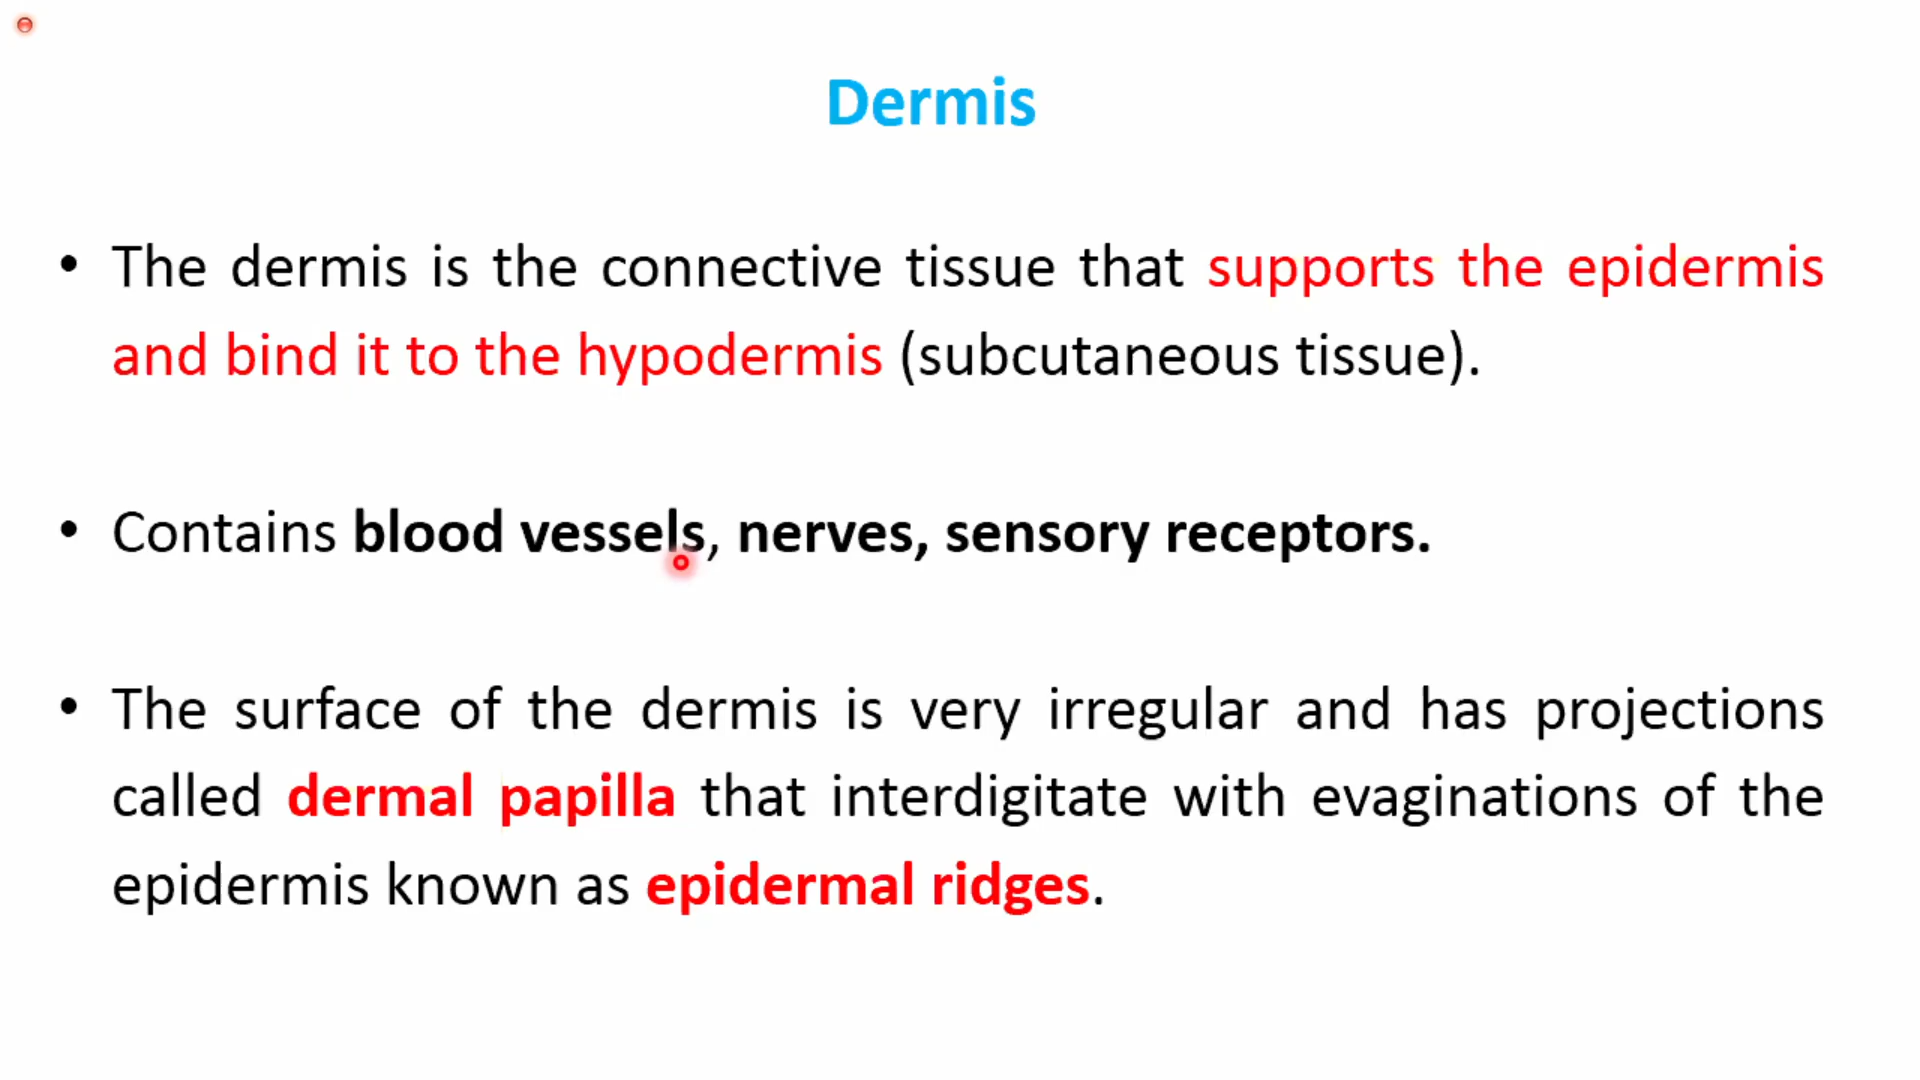 Dermis
• The dermis is the connective tissue that supports the epidermis
and bind it to the hypodermis (subcutaneous tissue).
• Contains blood vessels, nerves, sensory receptors.
• The surface of the dermis is very irregular and has projections
called dermal papilla that interdigitate with evaginations of the
epidermis known as epidermal ridges.